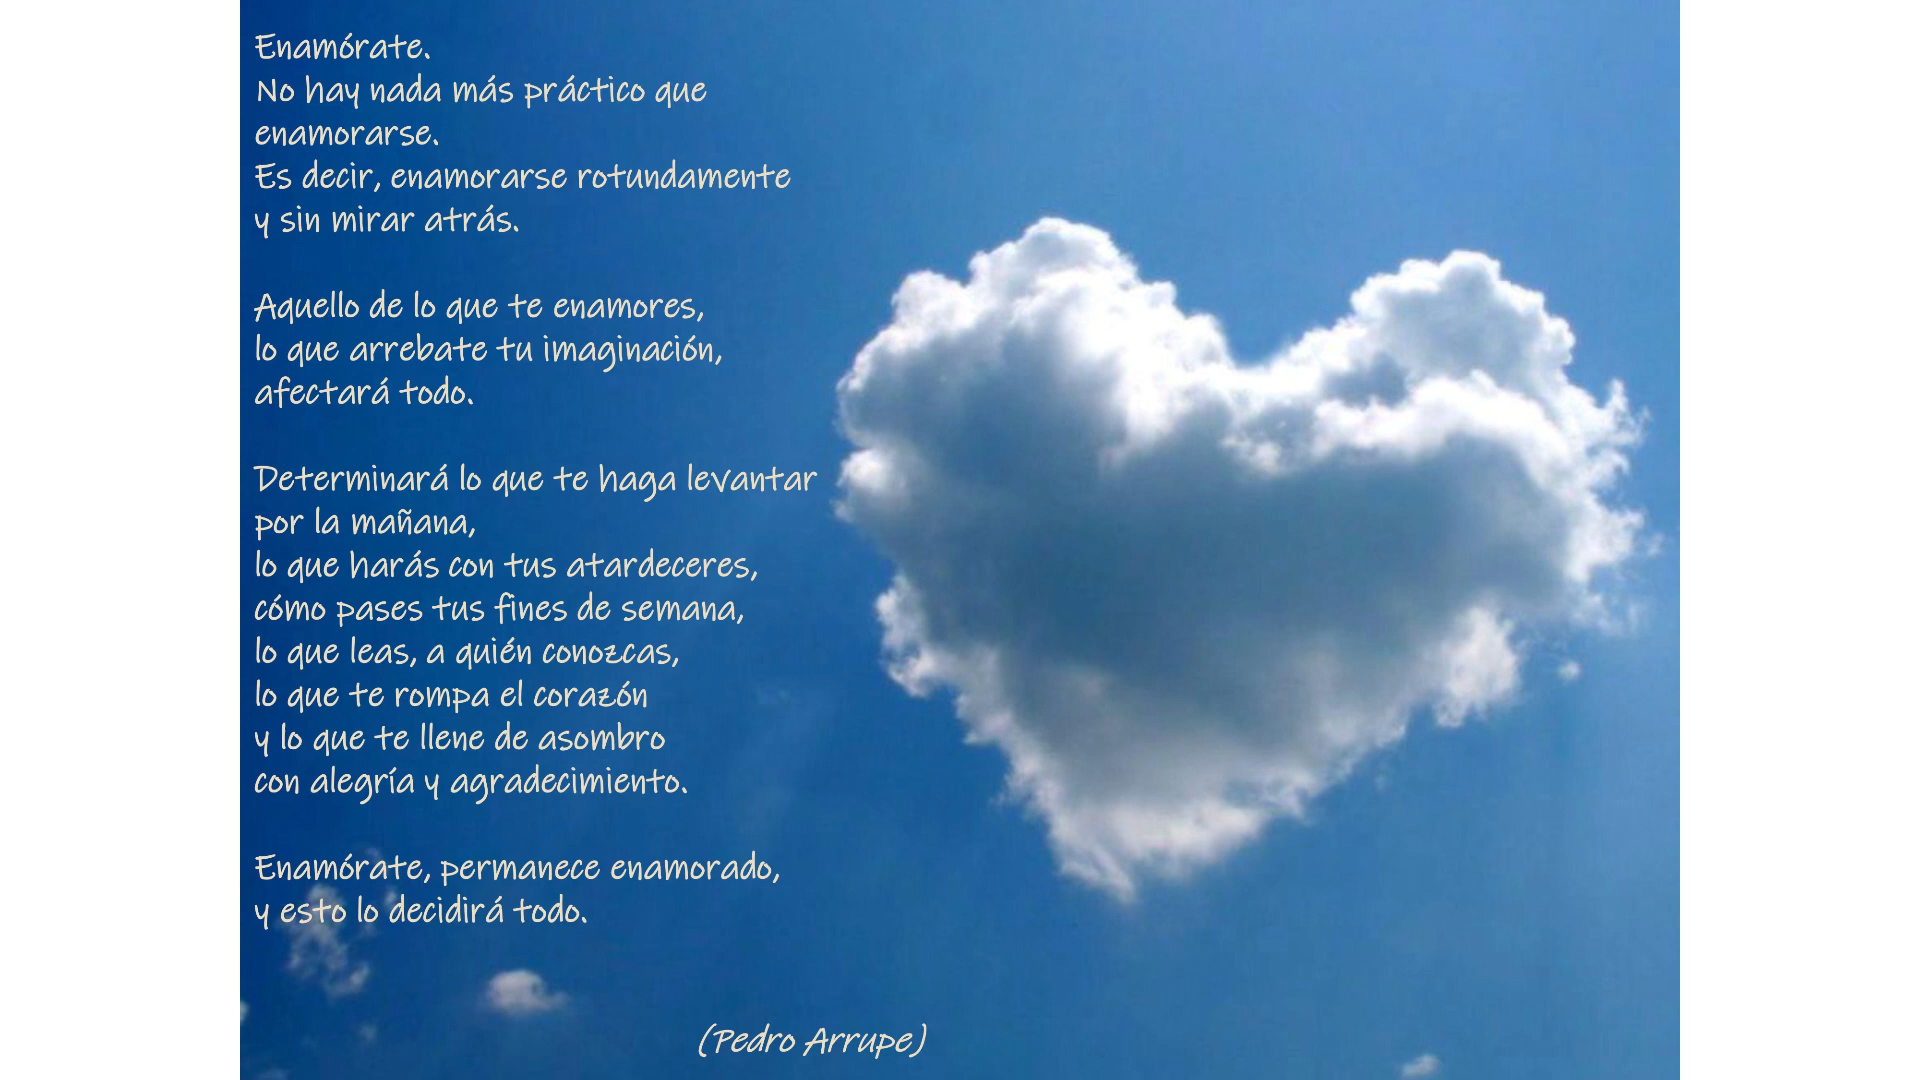 Enamórate.
No hay nada más práctico que
enamorarse.
Es decir, enamorarse rotundamente
y sin mirar atrás.
Aquello de lo que te enamores,
lo que arrebate tu imaginación,
afectará todo.
Determinará lo que te haga levantar
por la mañana,
lo que harás con tus atardeceres,
cómo pases tus fines de semana,
lo que leas, a quién conozcas,
lo que te rompa el corazón
y lo que te llene de asombro
con alegría y agradecimiento.
Enamórate, permanece enamorado,
y esto lo decidirá todo.
(Pedro Arrupe)